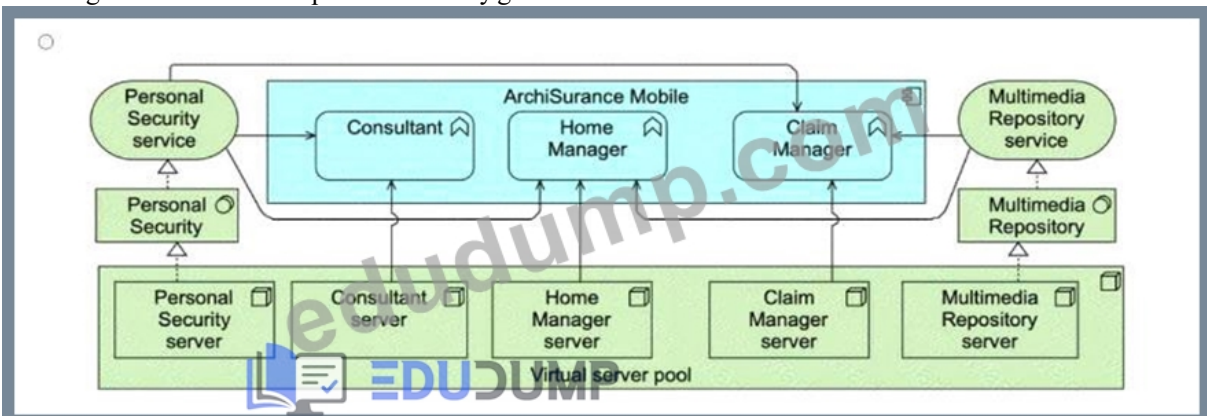 ArchiSurance Mobile
Personal
Security
service
Consultant
Home
Manager
Claim
Manager
Multimedia
Repository
service
Personal
Security
Multimedia
Repository
Personal
Security
server
Consultant
server
Home
Manager
server
Claim
Manager
server
Multimedia
Repository
server
Virtual server pool
edudump.com
EDUDUMP